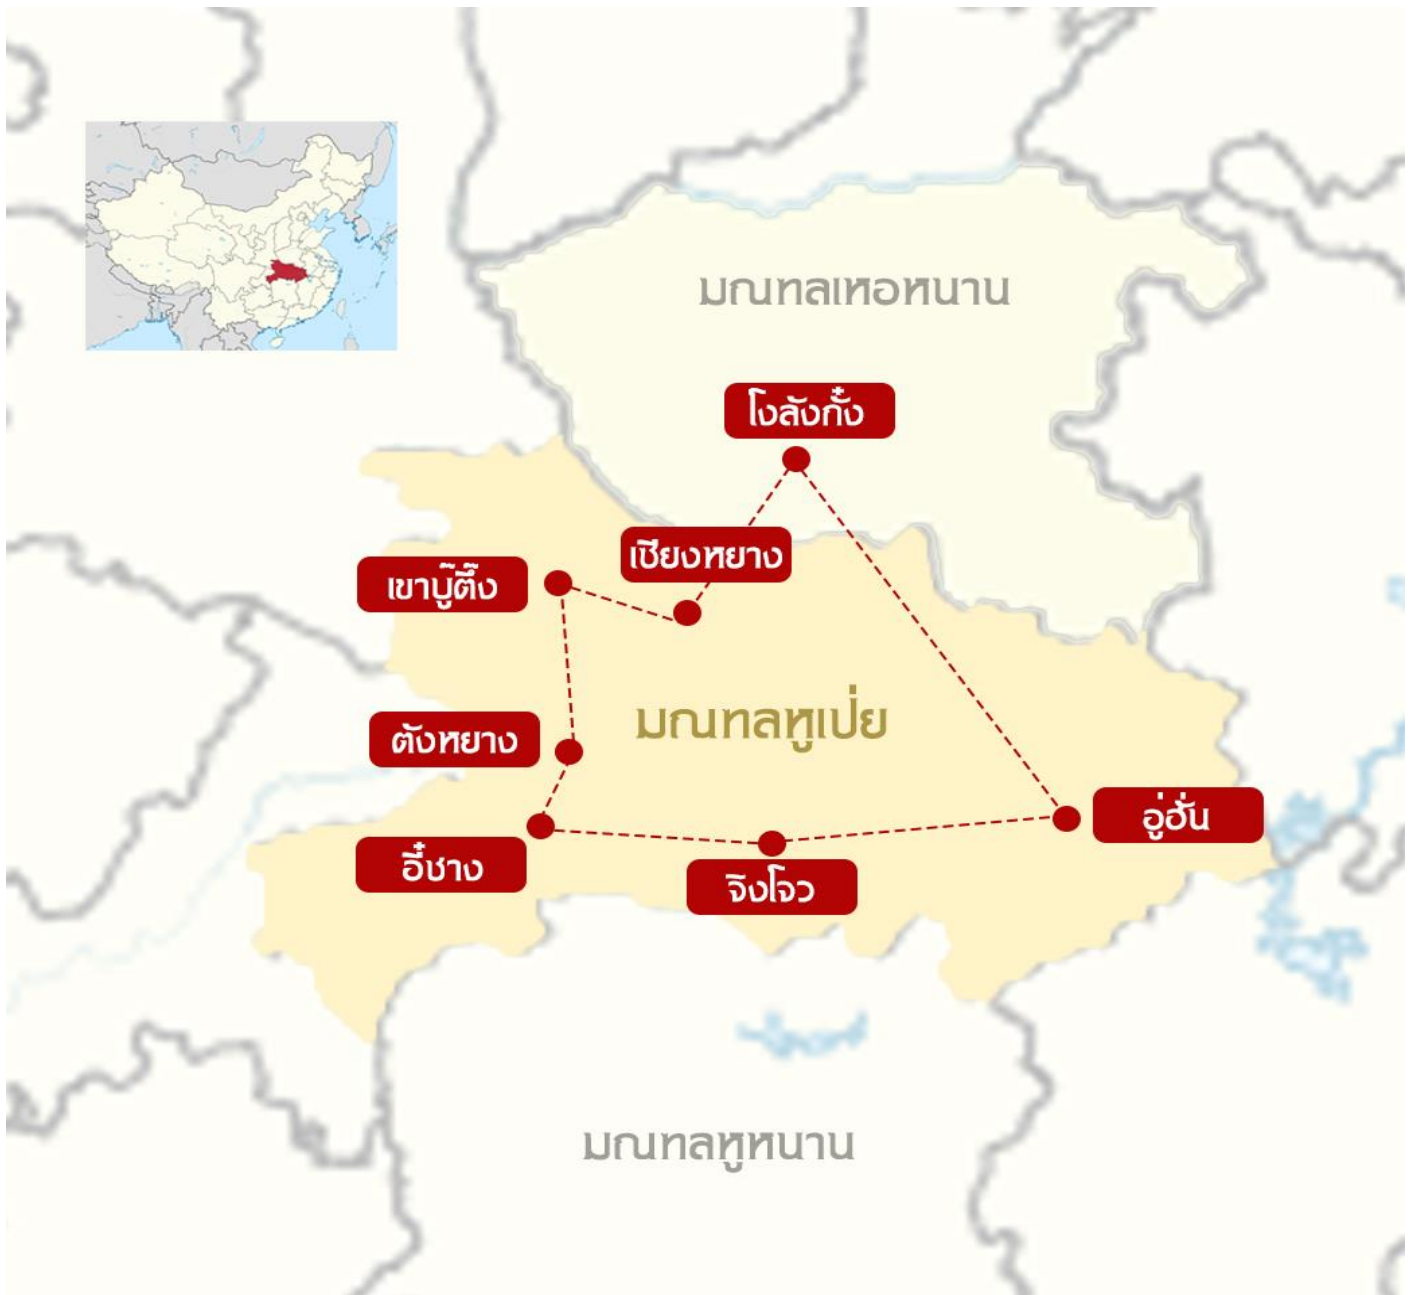 มณฑลเหอหนาน
โงลังกั๋ง
เซียงหยาง
เขาบู๊ตึ๊ง
มณฑลหูเป่ย
ตังหยาง
อู่ฮั่น
อี๋ชาง
จิงโจว
มณฑลหูหนาน